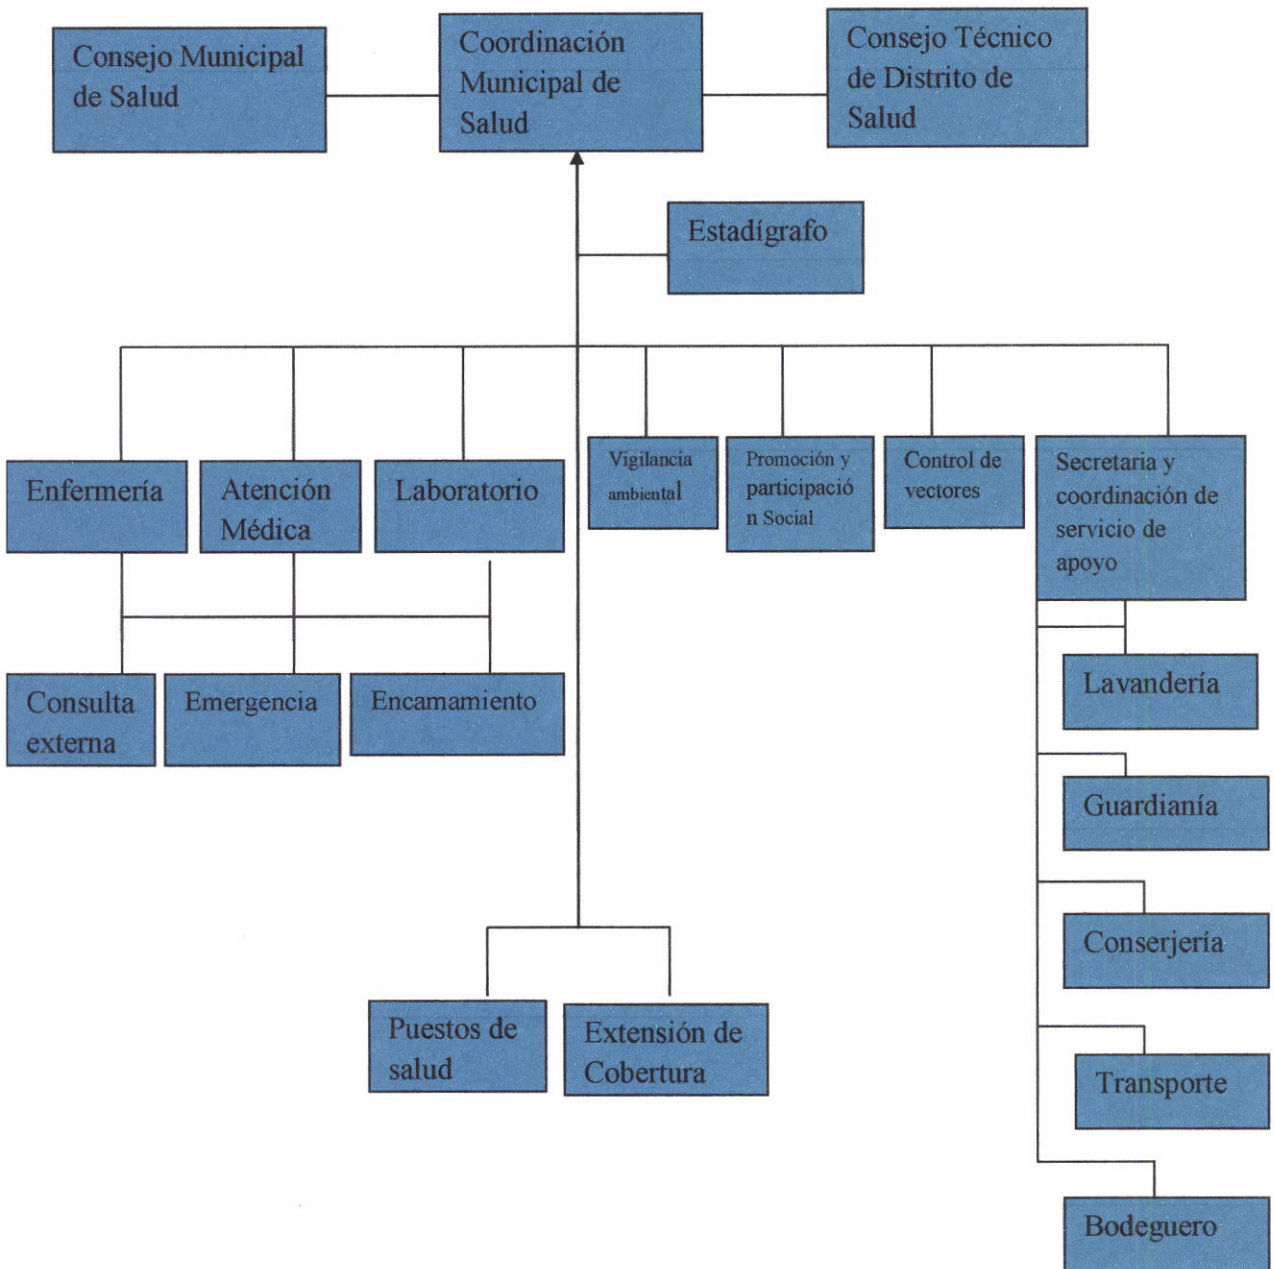 Consejo Municipal
de Salud
Coordinación
Municipal de
Salud
Consejo Técnico
de Distrito de
Salud
Estadígrafo
Enfermería
Atención
Médica
Laboratorio
Vigilancia
ambiental
Promoción y
participació
n Social
Control de
vectores
Secretaria y
coordinación de
servicio de
apoyo
Consulta
externa
Emergencia
Encamamiento
Lavandería
Guardianía
Conserjería
Puestos de
salud
Extensión de
Cobertura
Transporte
Bodeguero